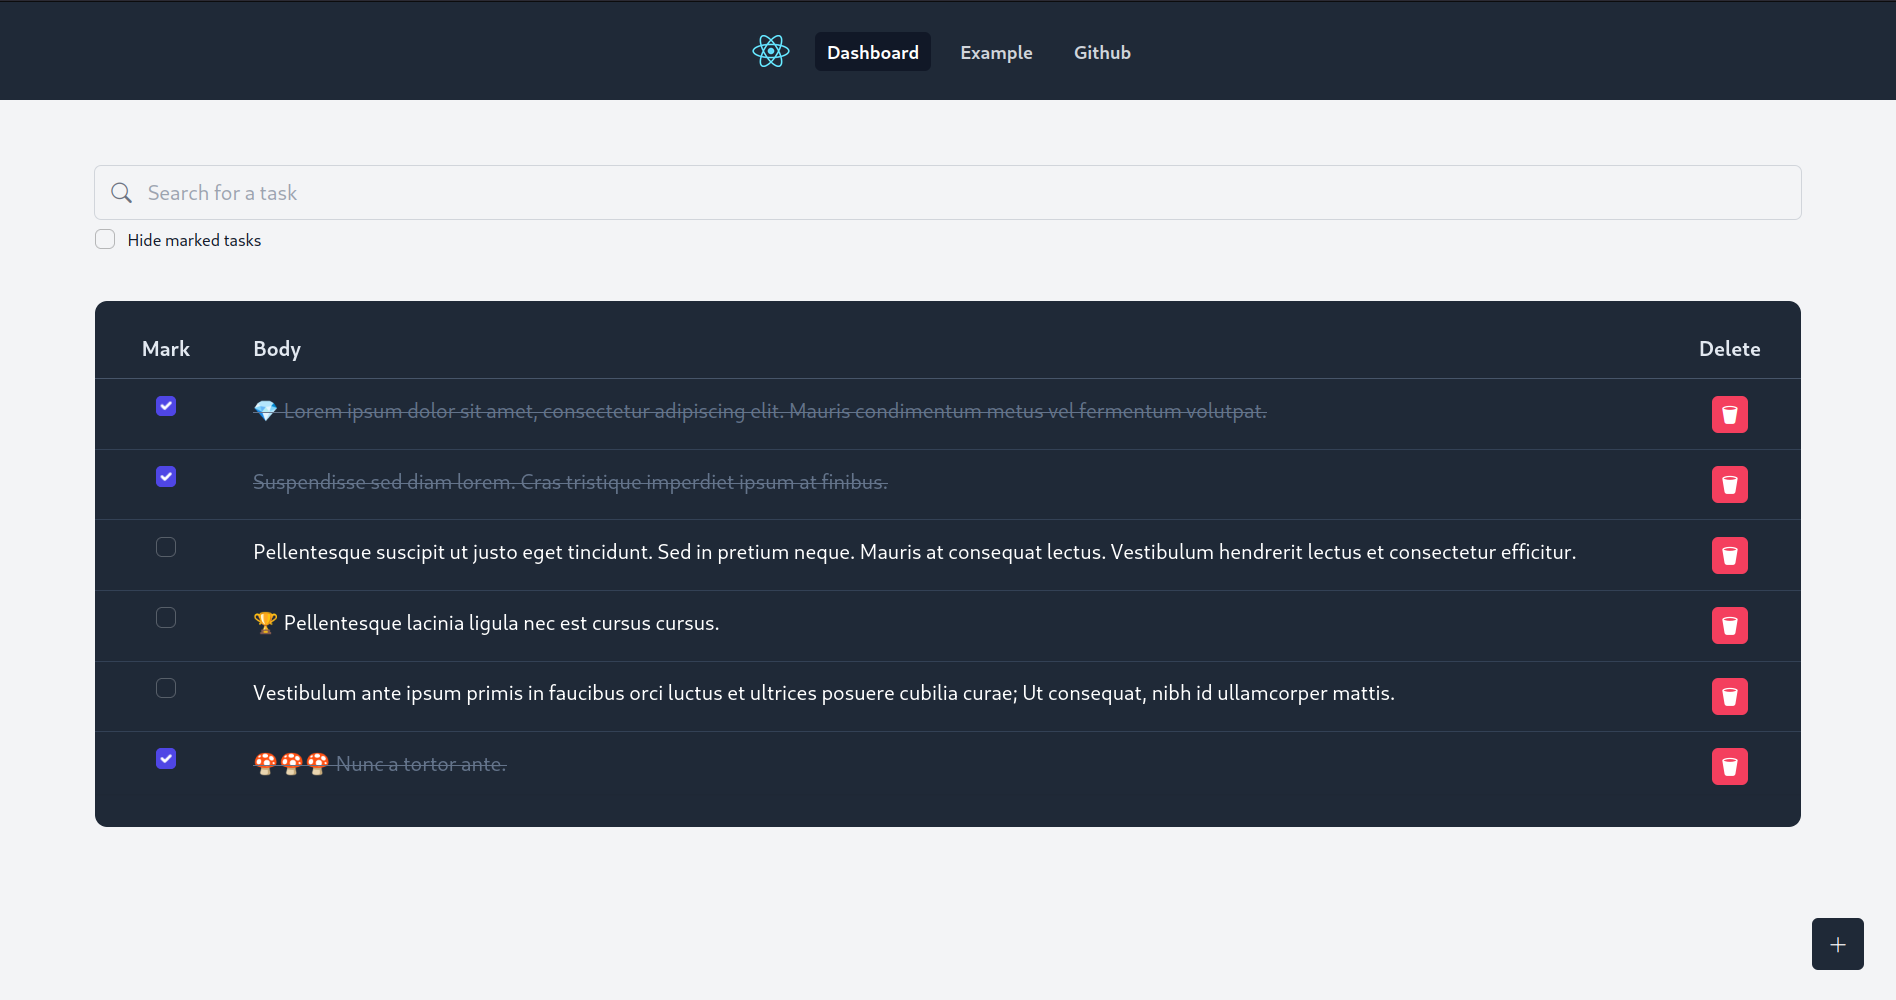 Dashboard Example Github
Search for a task
Hide marked tasks
Mark Body Delete
💎 Lorem ipsum dolor sit amet, consectetur adipiscing elit. Mauris condimentum metus vel fermentum volutpat.
Suspendisse sed diam lorem. Cras tristique imperdiet ipsum at finibus.
Pellentesque suscipit ut justo eget tincidunt. Sed in pretium neque. Mauris at consequat lectus. Vestibulum hendrerit lectus et consectetur efficitur.
🏆 Pellentesque lacinia ligula nec est cursus cursus.
Vestibulum ante ipsum primis in faucibus orci luctus et ultrices posuere cubilia curae; Ut consequat, nibh id ullamcorper mattis.
🍄🍄🍄 Nunc a tortor ante.
+